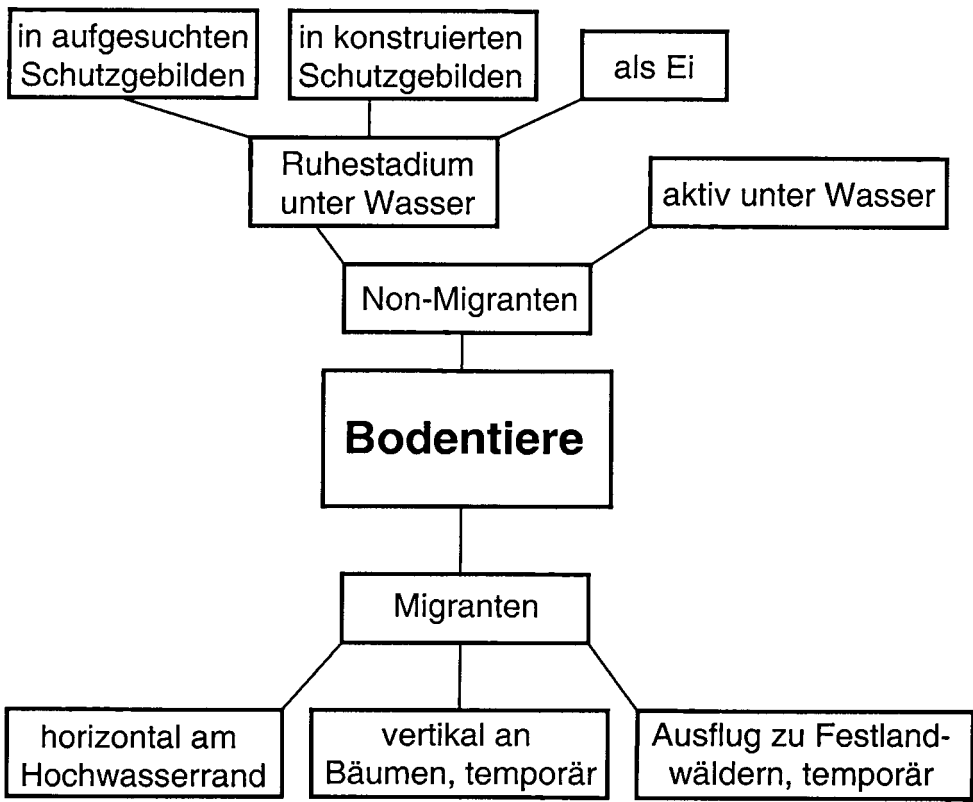 in aufgesuchten
Schutzgebilden
in konstruierten
Schutzgebilden
als Ei
Ruhestadium
unter Wasser
aktiv unter Wasser
Non-Migranten
Bodentiere
Migranten
horizontal am
Hochwasserrand
vertikal an
Bäumen, temporär
Ausflug zu Festland-
wäldern, temporär